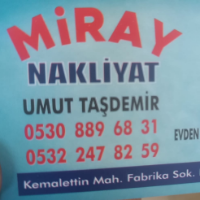 MiRAY
NAKLİYAT
UMUT TAŞDEMİR
0530 889 68 31
EVDEN
0532 247 82 59
Kemalettin Mah. Fabrika Sok.